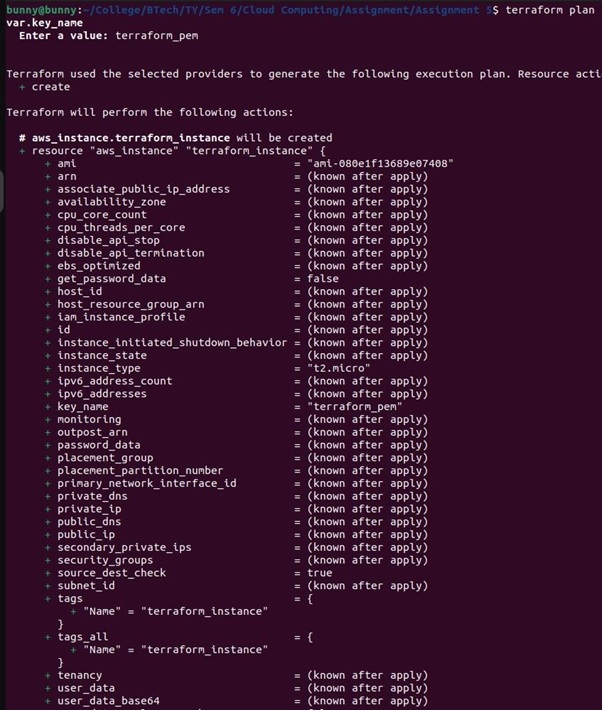 bunny@bunny:~/College/BTech/TY/Sem 6/Cloud Computing/Assignment/Assignment 5$ terraform plan
var.key_name
  Enter a value: terraform_pem
Terraform used the selected providers to generate the following execution plan. Resource acti
  + create
Terraform will perform the following actions:
  # aws_instance.terraform_instance will be created
  + resource "aws_instance" "terraform_instance" {
      + ami                                  = "ami-080e1f13689e07408"
      + arn                                  = (known after apply)
      + associate_public_ip_address          = (known after apply)
      + availability_zone                    = (known after apply)
      + cpu_core_count                       = (known after apply)
      + cpu_threads_per_core                 = (known after apply)
      + disable_api_stop                     = (known after apply)
      + disable_api_termination              = (known after apply)
      + ebs_optimized                        = (known after apply)
      + get_password_data                    = false
      + host_id                              = (known after apply)
      + host_resource_group_arn              = (known after apply)
      + iam_instance_profile                 = (known after apply)
      + id                                   = (known after apply)
      + instance_initiated_shutdown_behavior = (known after apply)
      + instance_state                       = (known after apply)
      + instance_type                        = "t2.micro"
      + ipv6_address_count                   = (known after apply)
      + ipv6_addresses                       = (known after apply)
      + key_name                             = "terraform_pem"
      + monitoring                           = (known after apply)
      + outpost_arn                          = (known after apply)
      + password_data                        = (known after apply)
      + placement_group                      = (known after apply)
      + placement_partition_number           = (known after apply)
      + primary_network_interface_id         = (known after apply)
      + private_dns                          = (known after apply)
      + private_ip                           = (known after apply)
      + public_dns                           = (known after apply)
      + public_ip                            = (known after apply)
      + secondary_private_ips                = (known after apply)
      + security_groups                      = (known after apply)
      + source_dest_check                    = true
      + subnet_id                            = (known after apply)
      + tags                                 = {
          + "Name" = "terraform_instance"
        }
      + tags_all                             = {
          + "Name" = "terraform_instance"
        }
      + tenancy                              = (known after apply)
      + user_data                            = (known after apply)
      + user_data_base64                     = (known after apply)